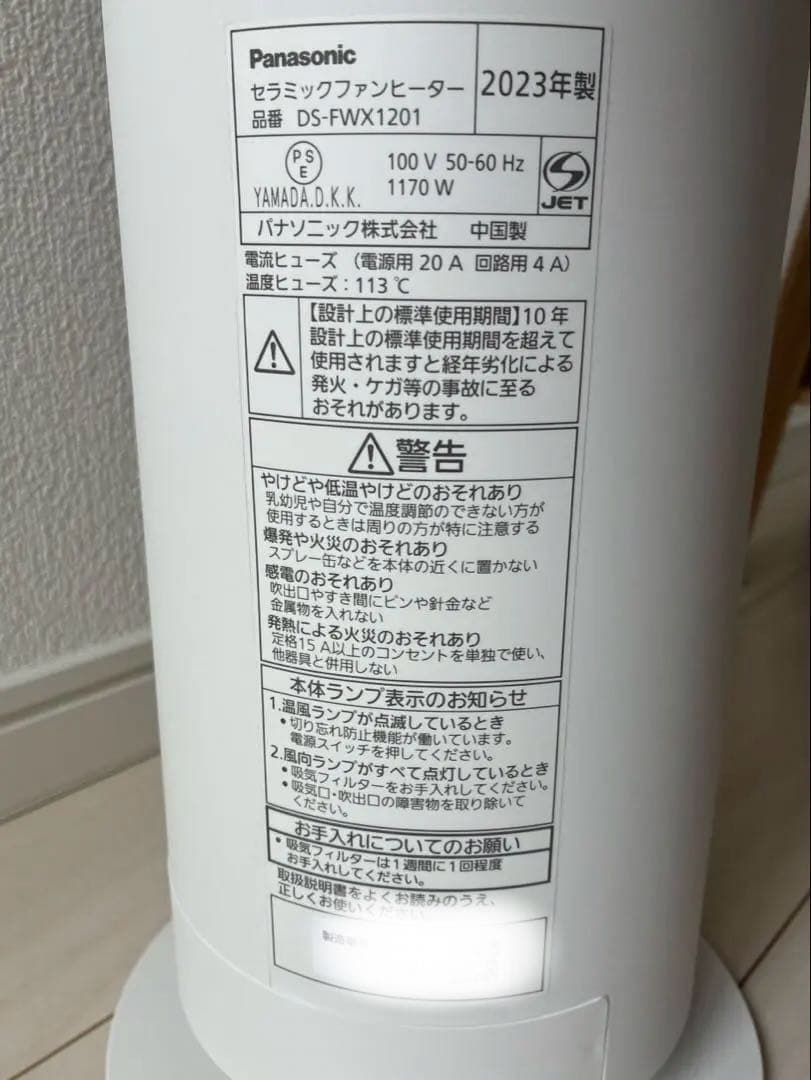 Panasonic
セラミックファンヒーター
品番 DS-FWX1201
2023年製
PS
E
YAMADA.D.K.K.
100 V 50-60 Hz
1170 W
S
JET
パナソニック株式会社 中国製
電流ヒューズ (電源用 20 A 回路用 4 A)
温度ヒューズ:113 ℃
【設計上の標準使用期間】10 年
設計上の標準使用期間を超えて
使用されますと経年劣化による
発火・ケガ等の事故に至る
おそれがあります。
警告
やけどや低温やけどのおそれあり
乳幼児や自分で温度調節のできない方が
使用するときは周りの方が特に注意する
爆発や火災のおそれあり
スプレー缶などを本体の近くに置かない
感電のおそれあり
吹出口やすき間にピンや針金など
金属物を入れない
発熱による火災のおそれあり
定格15 A以上のコンセントを単独で使い、
他器具と併用しない
本体ランプ表示のお知らせ
1.温風ランプが点滅しているとき
• 切り忘れ防止機能が働いています。
電源スイッチを押してください。
2.風向ランプがすべて点灯しているとき
• 吸気フィルターをお手入れしてください。
• 吸気口・吹出口の障害物を取り除いて
ください。
お手入れについてのお願い
• 吸気フィルターは1週間に1回程度
お手入れしてください。
取扱説明書をよくお読みのうえ、
正しくお使いください。
製造